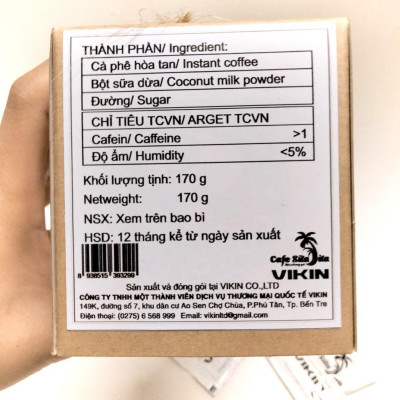 THÀNH PHẦN/ Ingredient:
Cà phê hòa tan/ Instant coffee
Bột sữa dừa/ Coconut milk powder
Đường/ Sugar
CHỈ TIÊU TCVN/ ARGET TCVN
Cafein/ Caffeine >1
Độ ẩm/ Humidity <5%
Khối lượng tịnh: 170 g
Netweight: 170 g
NSX: Xem trên bao bì
HSD: 12 tháng kể từ ngày sản xuất
Cafe Sữa Dừa
VIKIN
8 938515 393299
Sản xuất và đóng gói tại VIKIN CO.,LTD
CÔNG TY TNHH MỘT THÀNH VIÊN DỊCH VỤ THƯƠNG MẠI QUỐC TẾ VIKIN
149K, đường số 7, khu dân cư Ao Sen Chợ Chùa, P.Phú Tân, Tp. Bến Tre
Điện thoại: (0275) 6 568 999 Email: vikinltd@gmail.com
VIKIN